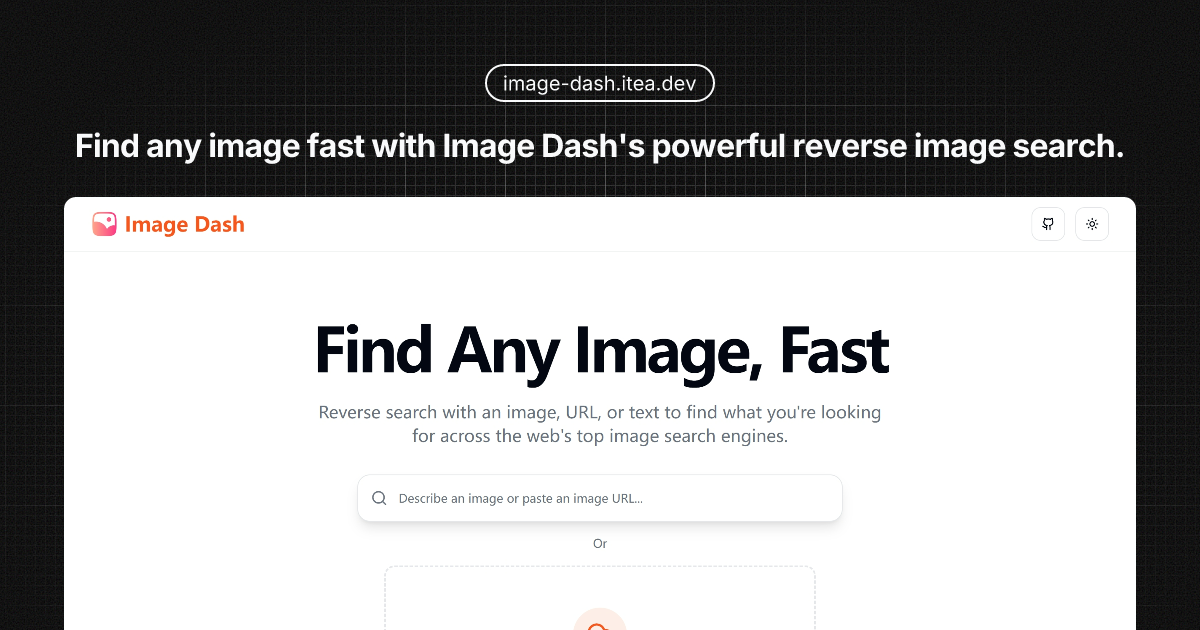 image-dash.itea.dev
Find any image fast with Image Dash's powerful reverse image search.
Image Dash
Find Any Image, Fast
Reverse search with an image, URL, or text to find what you're looking
for across the web's top image search engines.
Describe an image or paste an image URL...
Or